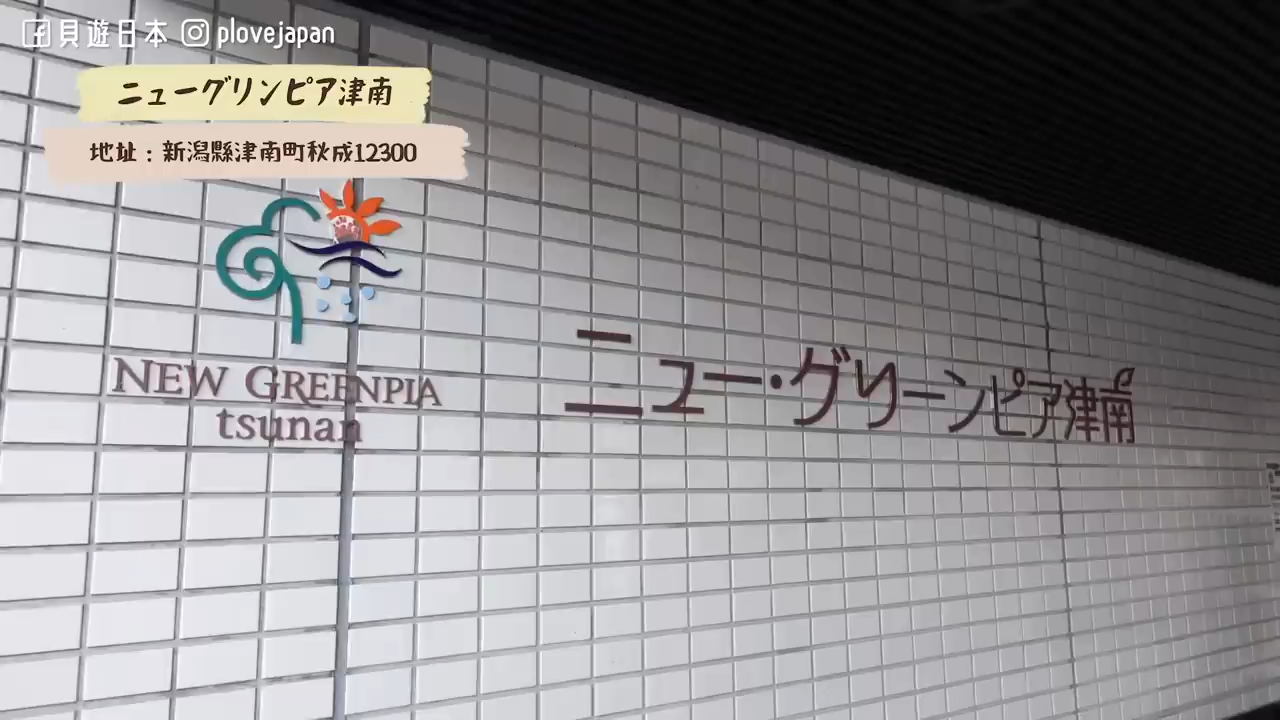 貝遊日本 plovejapan
ニューグリンピア津南
地址：新潟縣津南町秋成12300
NEW GREENPIA
tsunan
ニュー・グリーンピア津南